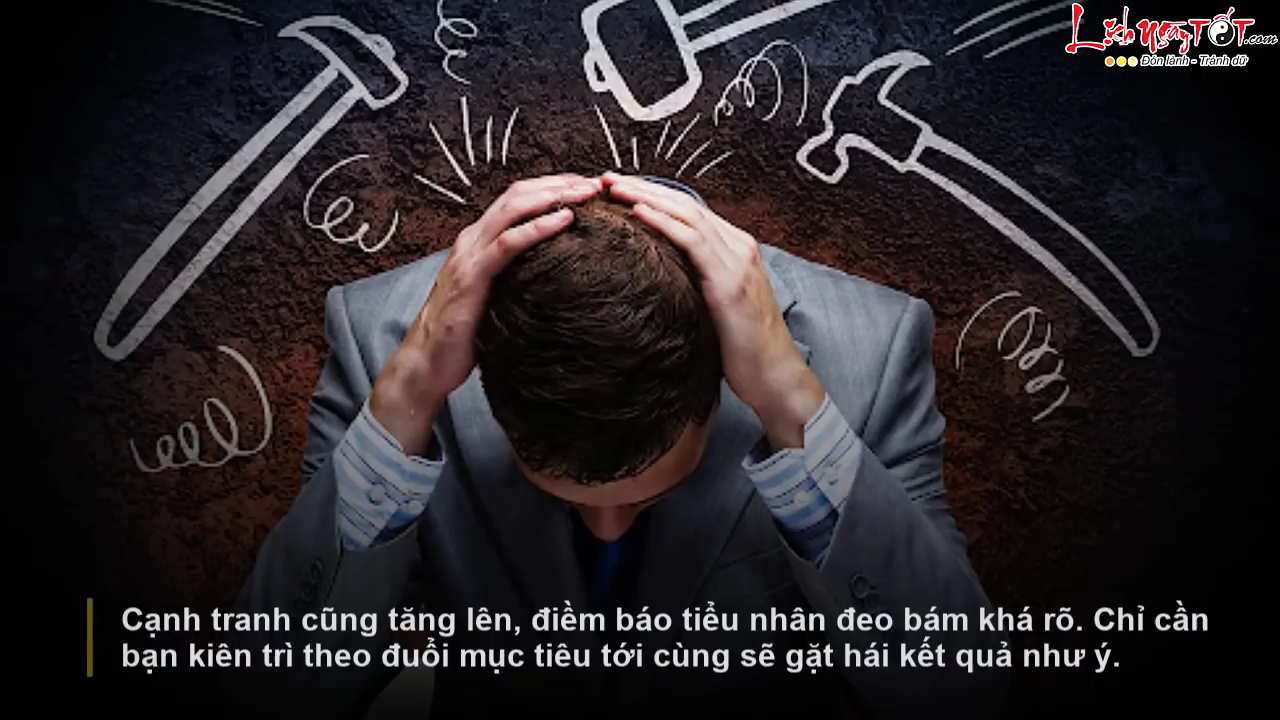 Lịch ngày TỐT.com
Đón lành - Tránh dữ
Cạnh tranh cũng tăng lên, điềm báo tiểu nhân đeo bám khá rõ. Chỉ cần
bạn kiên trì theo đuổi mục tiêu tới cùng sẽ gặt hái kết quả như ý.